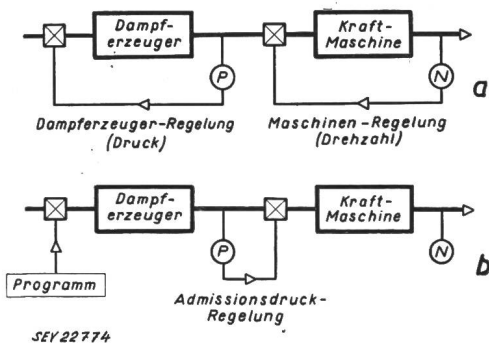 Dampf-
erzeuger
Kraft-
Maschine
P
N
a
Dampferzeuger-Regelung
(Druck)
Maschinen-Regelung
(Drehzahl)
Dampf-
erzeuger
Kraft-
Maschine
P
N
b
Programm
Admissionsdruck-
Regelung
SEV 22774